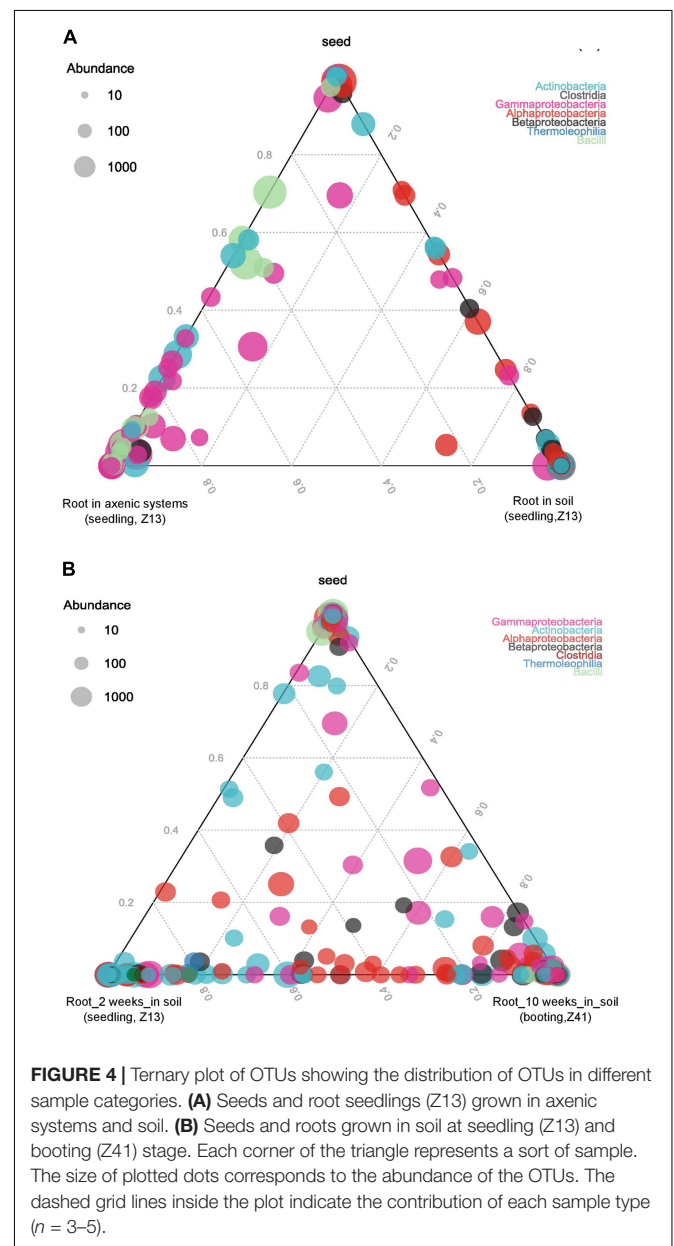 A
seed
Abundance
10
100
1000
Actinobacteria
Clostridia
Gammaproteobacteria
Alphaproteobacteria
Betaproteobacteria
Thermoleophilia
Bacilli
0.8
0.6
0.4
0.2
0.2
0.4
0.6
0.8
0.8
0.6
0.4
0.2
Root in axenic systems
(seedling, Z13)
Root in soil
(seedling,Z13)
B
seed
Abundance
10
100
1000
Gammaproteobacteria
Actinobacteria
Alphaproteobacteria
Betaproteobacteria
Clostridia
Thermoleophilia
Bacilli
0.8
0.6
0.4
0.2
0.2
0.4
0.6
0.8
0.8
0.6
0.4
0.2
Root_2 weeks_in soil
(seedling, Z13)
Root_10 weeks_in_soil
(booting,Z41)
FIGURE 4 | Ternary plot of OTUs showing the distribution of OTUs in different
sample categories. (A) Seeds and root seedlings (Z13) grown in axenic
systems and soil. (B) Seeds and roots grown in soil at seedling (Z13) and
booting (Z41) stage. Each corner of the triangle represents a sort of sample.
The size of plotted dots corresponds to the abundance of the OTUs. The
dashed grid lines inside the plot indicate the contribution of each sample type
(n = 3–5).